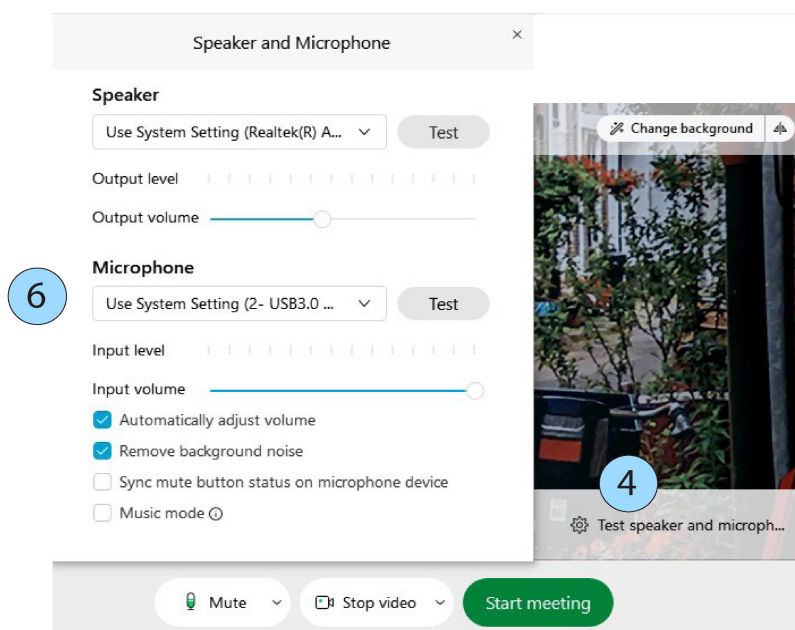 Speaker and Microphone
Speaker
Use System Setting (Realtek(R) A... Test
Output level
Output volume
Microphone
6
Use System Setting (2- USB3.0 ... Test
Input level
Input volume
Automatically adjust volume
Remove background noise
Sync mute button status on microphone device
Music mode
Change background
4
Test speaker and microph...
Mute Stop video Start meeting